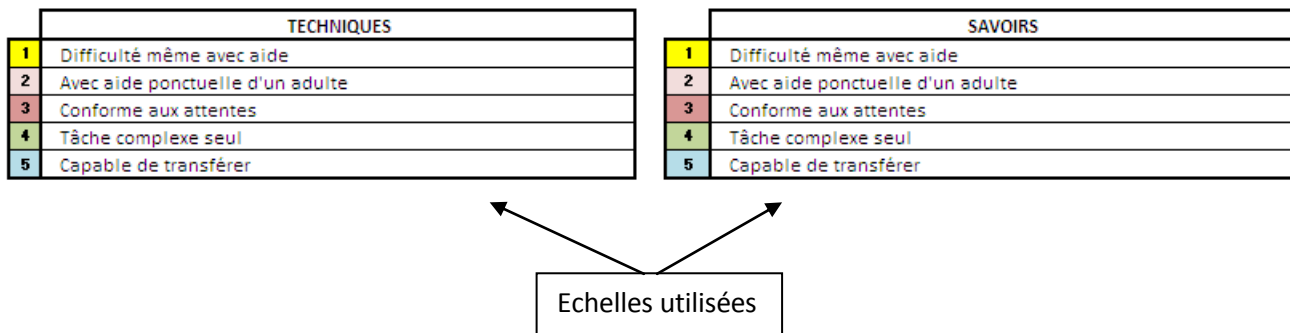 TECHNIQUES
1 Difficulté même avec aide
2 Avec aide ponctuelle d'un adulte
3 Conforme aux attentes
4 Tâche complexe seul
5 Capable de transférer
SAVOIRS
1 Difficulté même avec aide
2 Avec aide ponctuelle d'un adulte
3 Conforme aux attentes
4 Tâche complexe seul
5 Capable de transférer
Echelles utilisées